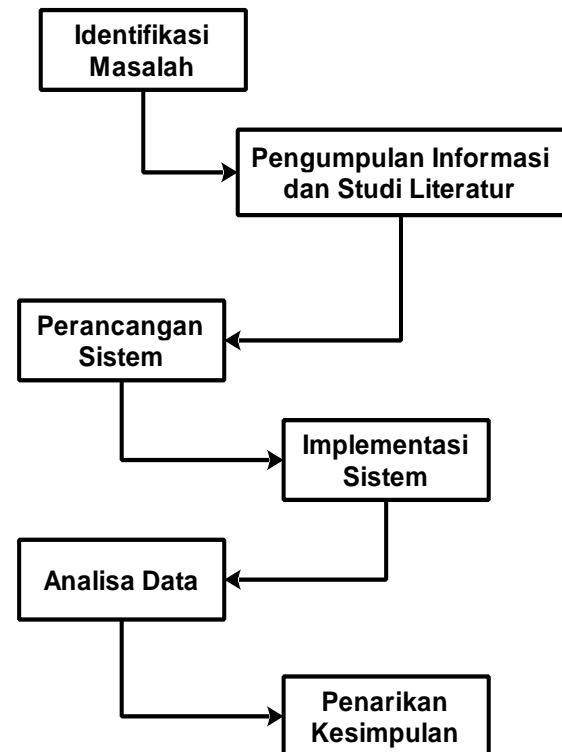 Identifikasi
Masalah
Pengumpulan Informasi
dan Studi Literatur
Perancangan
Sistem
Implementasi
Sistem
Analisa Data
Penarikan
Kesimpulan